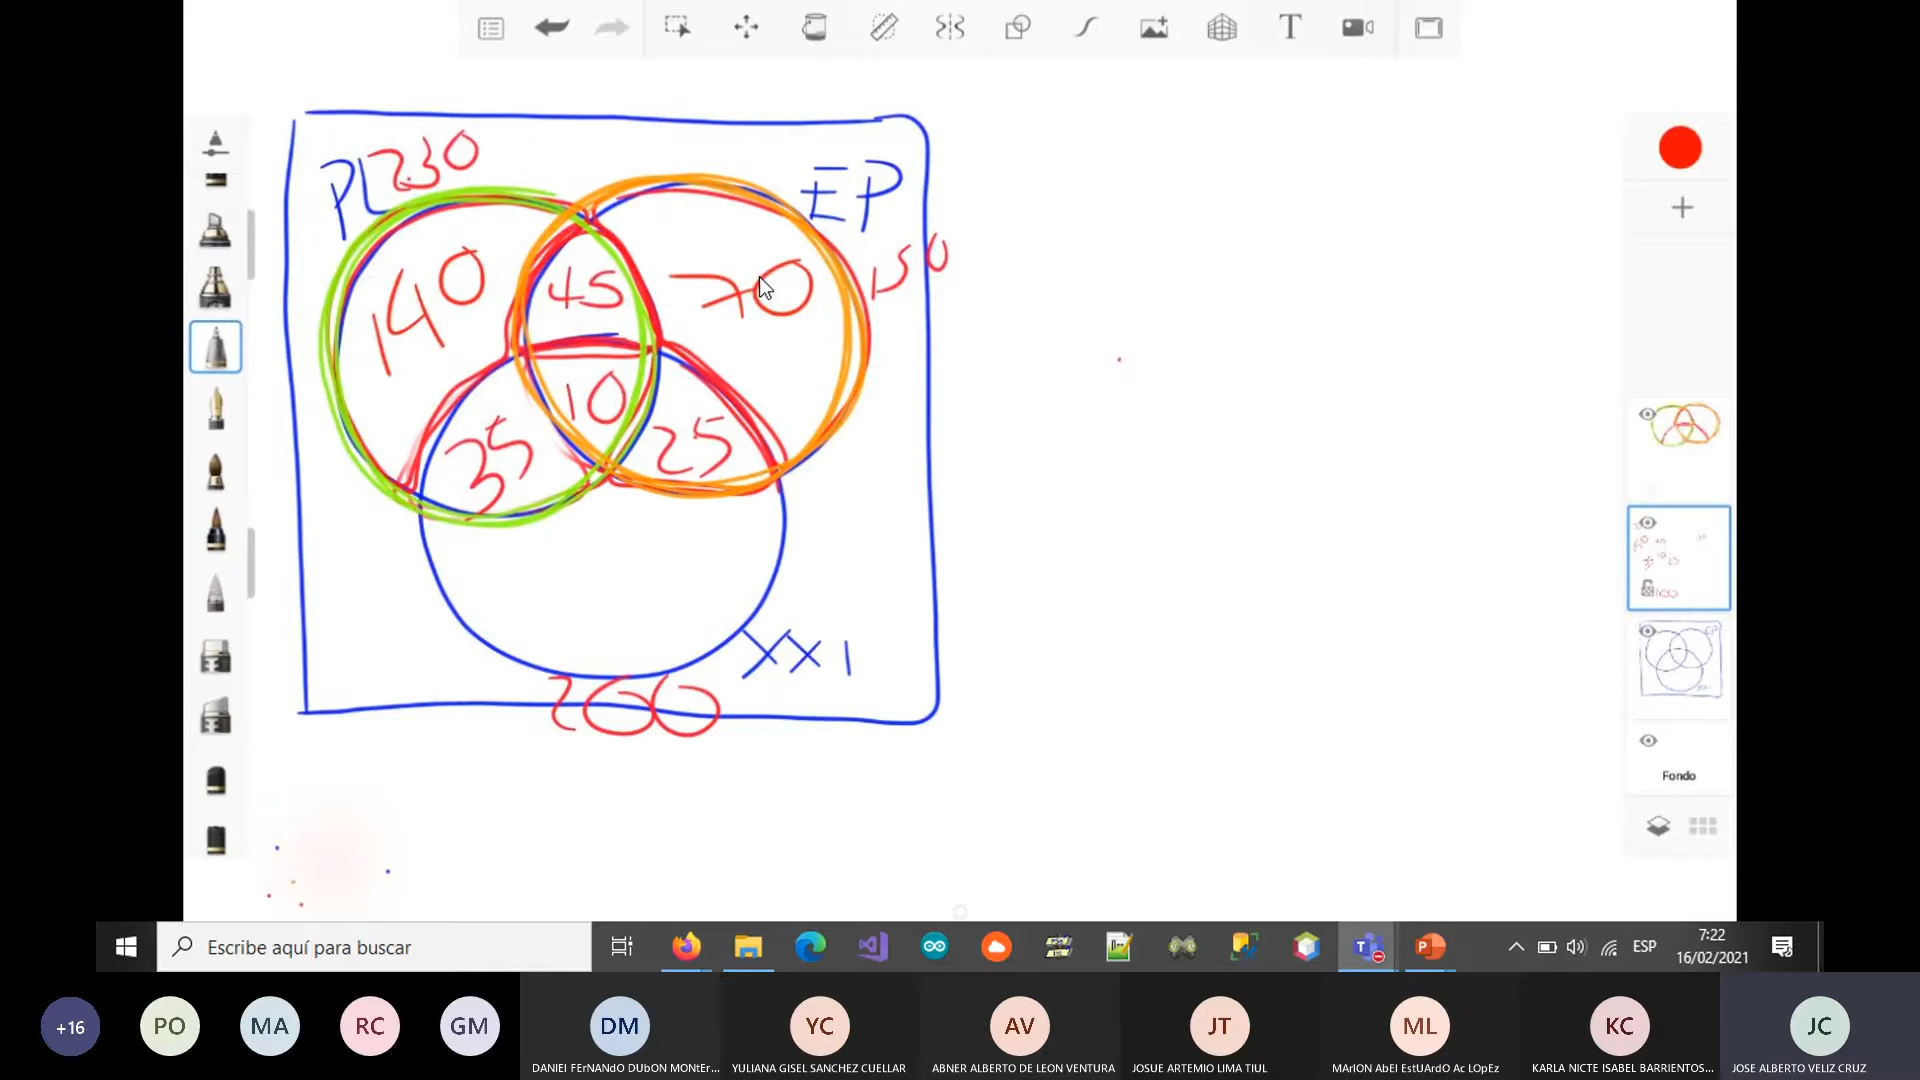 T
PL 230
EP
150
140
45
70
10
35
25
XXI
200
Fondo
Escribe aquí para buscar
ESP
7:22
16/02/2021
+16
PO
MA
RC
GM
DM
YC
AV
JT
ML
KC
JC
DANIEl FErNANdO DUbON MONtEr...
YULIANA GISEL SANCHEZ CUELLAR
ABNER ALBERTO DE LEON VENTURA
JOSUE ARTEMIO LIMA TIUL
MArION AbEl EstUArdO Ac LOpEz
KARLA NICTE ISABEL BARRIENTOS...
JOSE ALBERTO VELIZ CRUZ